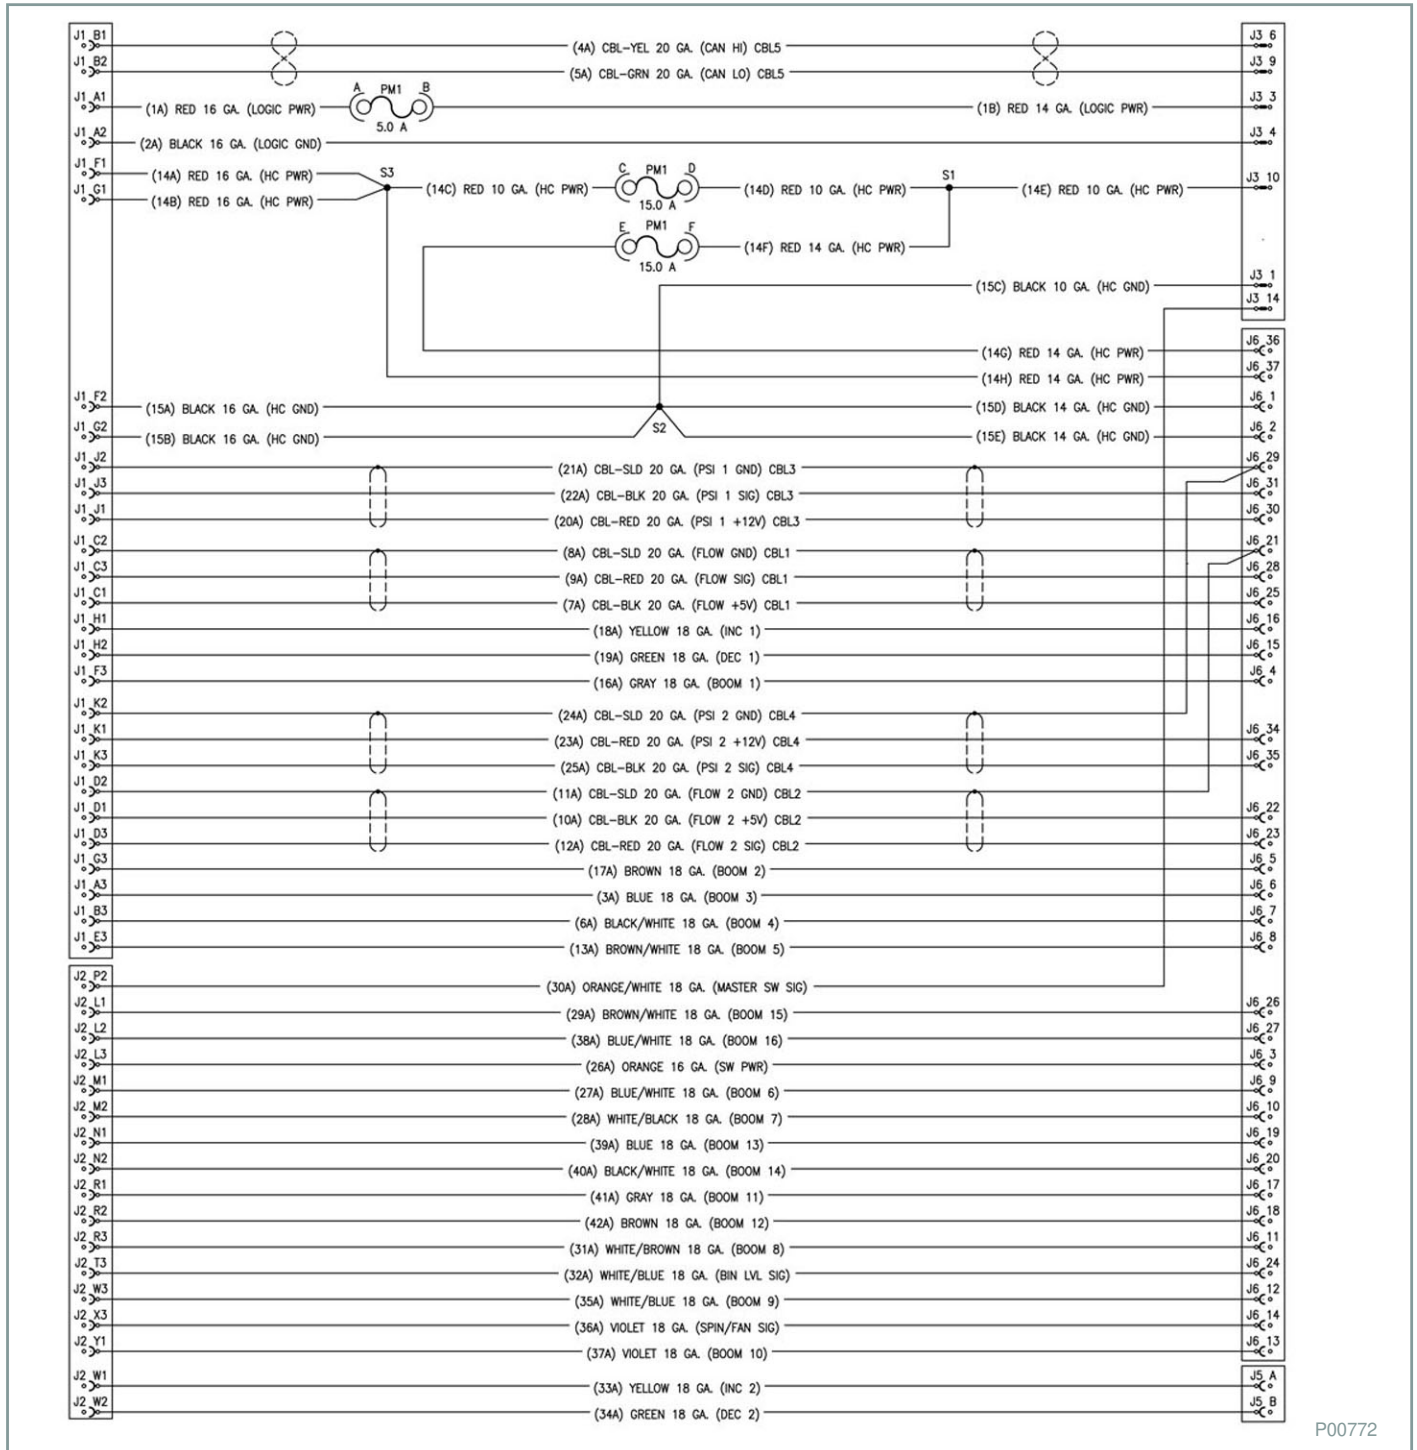 J1 B1 (4A) CBL-YEL 20 GA. (CAN HI) CBL5 J3 6
J1 B2 (5A) CBL-GRN 20 GA. (CAN LO) CBL5 J3 9
A PM1 B
J1 A1 (1A) RED 16 GA. (LOGIC PWR) (1B) RED 14 GA. (LOGIC PWR) J3 3
5.0 A
J1 A2 (2A) BLACK 16 GA. (LOGIC GND) J3 4
J1 F1 (14A) RED 16 GA. (HC PWR) S3 C PM1 D S1
(14C) RED 10 GA. (HC PWR) (14D) RED 10 GA. (HC PWR) (14E) RED 10 GA. (HC PWR) J3 10
J1 G1 (14B) RED 16 GA. (HC PWR) 15.0 A
E PM1 F
(14F) RED 14 GA. (HC PWR)
15.0 A
(15C) BLACK 10 GA. (HC GND) J3 1
J3 14
(14G) RED 14 GA. (HC PWR) J6 36
(14H) RED 14 GA. (HC PWR) J6 37
J1 F2 (15A) BLACK 16 GA. (HC GND) (15D) BLACK 14 GA. (HC GND) J6 1
S2
J1 G2 (15B) BLACK 16 GA. (HC GND) (15E) BLACK 14 GA. (HC GND) J6 2
J1 J2 (21A) CBL-SLD 20 GA. (PSI 1 GND) CBL3 J6 29
J1 J3 (22A) CBL-BLK 20 GA. (PSI 1 SIG) CBL3 J6 31
J1 J1 (20A) CBL-RED 20 GA. (PSI 1 +12V) CBL3 J6 30
J1 C2 (8A) CBL-SLD 20 GA. (FLOW GND) CBL1 J6 21
J1 C3 (9A) CBL-RED 20 GA. (FLOW SIG) CBL1 J6 28
J1 C1 (7A) CBL-BLK 20 GA. (FLOW +5V) CBL1 J6 25
J1 H1 (18A) YELLOW 18 GA. (INC 1) J6 16
J1 H2 (19A) GREEN 18 GA. (DEC 1) J6 15
J1 F3 (16A) GRAY 18 GA. (BOOM 1) J6 4
J1 K2 (24A) CBL-SLD 20 GA. (PSI 2 GND) CBL4
J1 K1 (23A) CBL-RED 20 GA. (PSI 2 +12V) CBL4 J6 34
J1 K3 (25A) CBL-BLK 20 GA. (PSI 2 SIG) CBL4 J6 35
J1 D2 (11A) CBL-SLD 20 GA. (FLOW 2 GND) CBL2
J1 D1 (10A) CBL-BLK 20 GA. (FLOW 2 +5V) CBL2 J6 22
J1 D3 (12A) CBL-RED 20 GA. (FLOW 2 SIG) CBL2 J6 23
J1 G3 (17A) BROWN 18 GA. (BOOM 2) J6 5
J1 A3 (3A) BLUE 18 GA. (BOOM 3) J6 6
J1 B3 (6A) BLACK/WHITE 18 GA. (BOOM 4) J6 7
J1 E3 (13A) BROWN/WHITE 18 GA. (BOOM 5) J6 8
J2 P2 (30A) ORANGE/WHITE 18 GA. (MASTER SW SIG)
J2 L1 (29A) BROWN/WHITE 18 GA. (BOOM 15) J6 26
J2 L2 (38A) BLUE/WHITE 18 GA. (BOOM 16) J6 27
J2 L3 (26A) ORANGE 16 GA. (SW PWR) J6 3
J2 M1 (27A) BLUE/WHITE 18 GA. (BOOM 6) J6 9
J2 M2 (28A) WHITE/BLACK 18 GA. (BOOM 7) J6 10
J2 N1 (39A) BLUE 18 GA. (BOOM 13) J6 19
J2 N2 (40A) BLACK/WHITE 18 GA. (BOOM 14) J6 20
J2 R1 (41A) GRAY 18 GA. (BOOM 11) J6 17
J2 R2 (42A) BROWN 18 GA. (BOOM 12) J6 18
J2 R3 (31A) WHITE/BROWN 18 GA. (BOOM 8) J6 11
J2 T3 (32A) WHITE/BLUE 18 GA. (BIN LVL SIG) J6 24
J2 W3 (35A) WHITE/BLUE 18 GA. (BOOM 9) J6 12
J2 X3 (36A) VIOLET 18 GA. (SPIN/FAN SIG) J6 14
J2 Y1 (37A) VIOLET 18 GA. (BOOM 10) J6 13
J2 W1 (33A) YELLOW 18 GA. (INC 2) J5 A
J2 W2 (34A) GREEN 18 GA. (DEC 2) J5 B
P00772